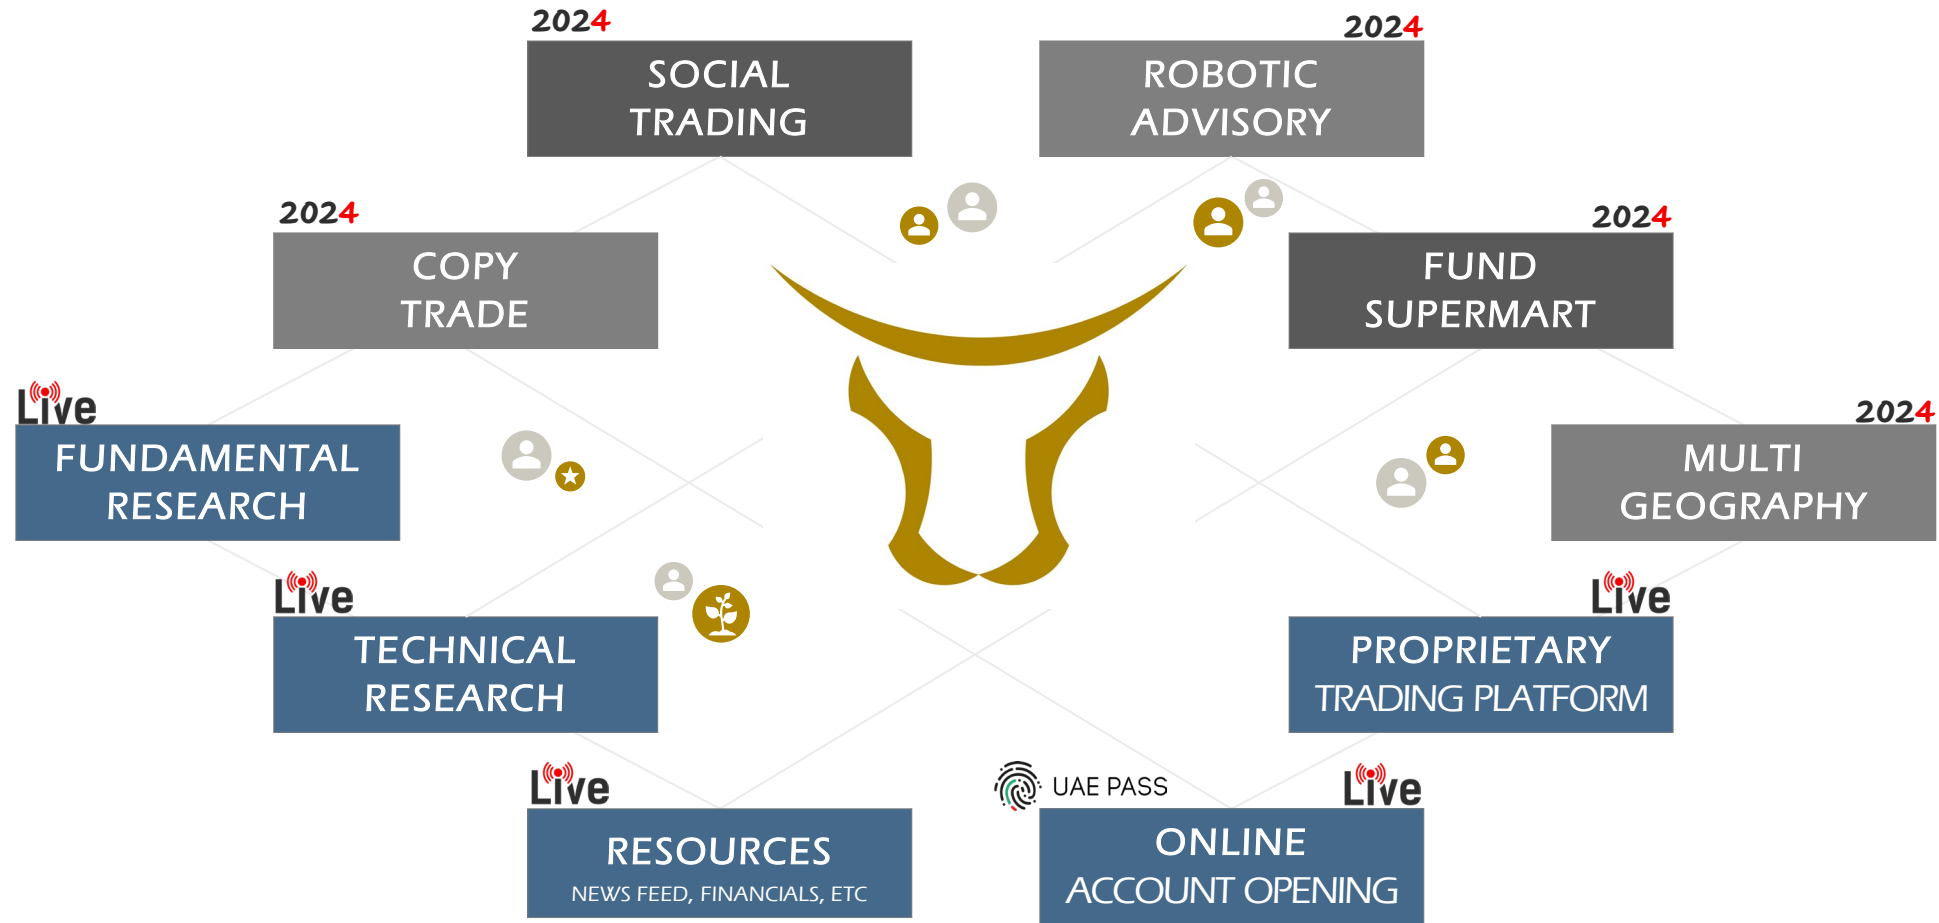 2024
SOCIAL
TRADING
2024
ROBOTIC
ADVISORY
2024
COPY
TRADE
2024
FUND
SUPERMART
Live
FUNDAMENTAL
RESEARCH
2024
MULTI
GEOGRAPHY
Live
TECHNICAL
RESEARCH
Live
PROPRIETARY
TRADING PLATFORM
Live
RESOURCES
NEWS FEED, FINANCIALS, ETC
UAE PASS
Live
ONLINE
ACCOUNT OPENING